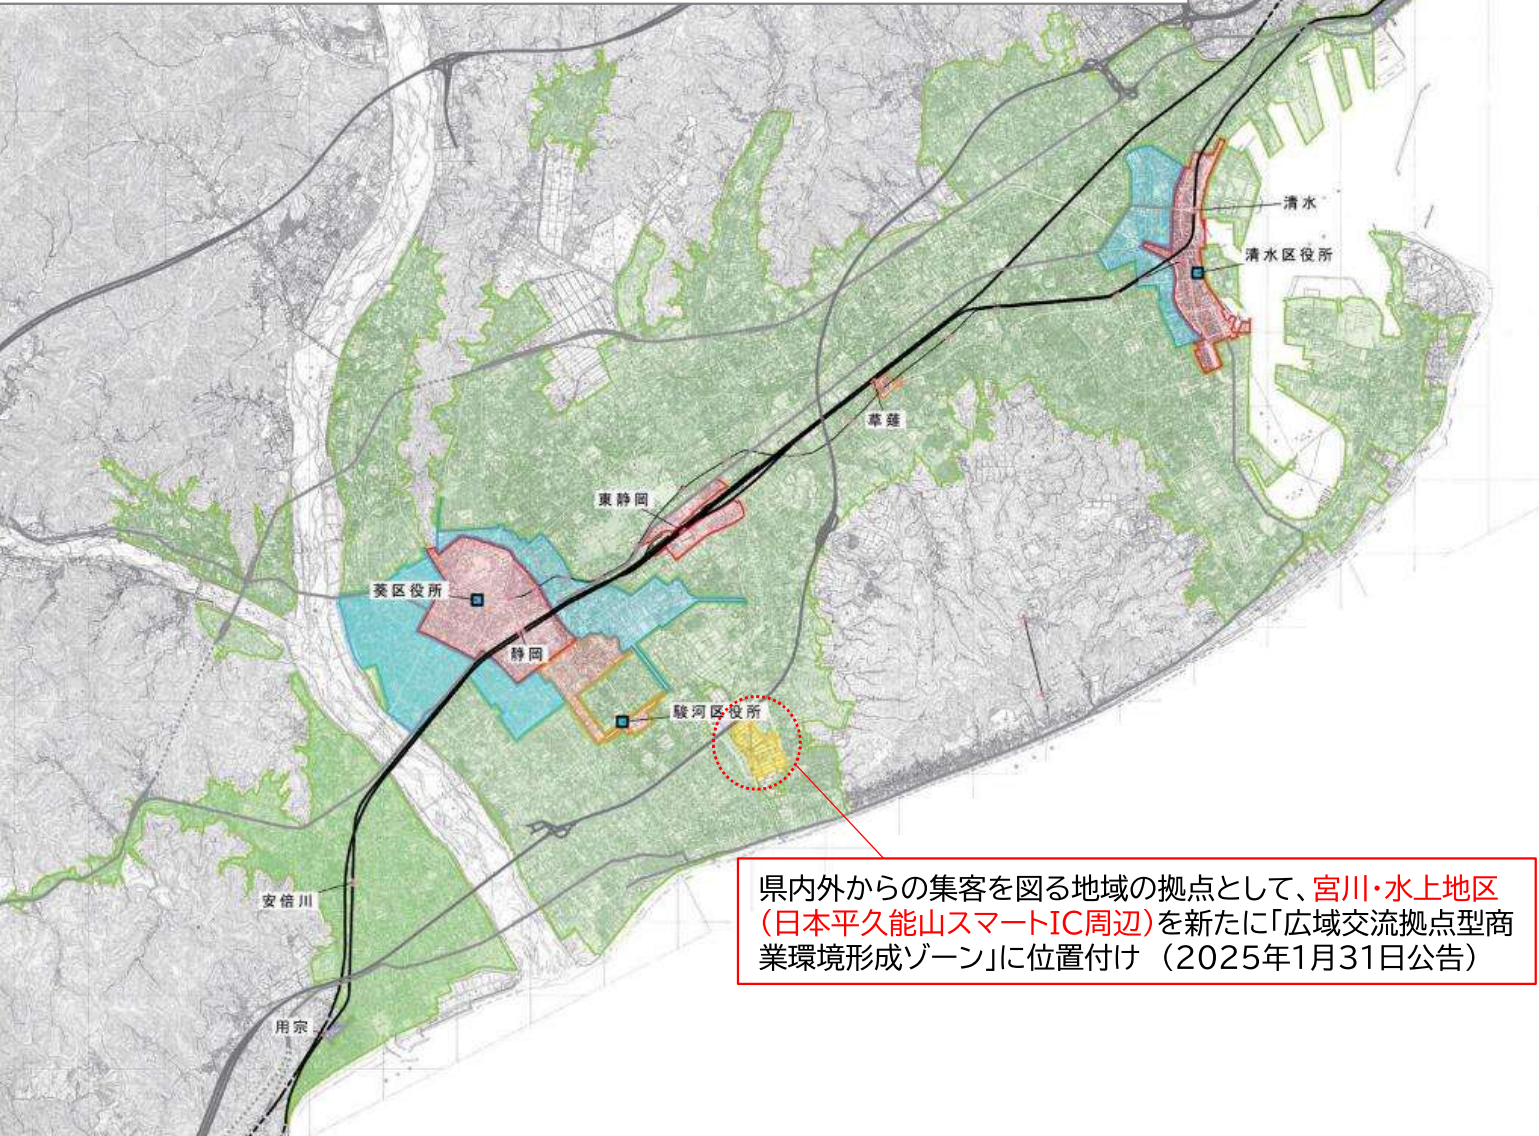 清水
清水区役所
草薙
東静岡
葵区役所
静岡
駿河区役所
安倍川
用宗
県内外からの集客を図る地域の拠点として、宮川・水上地区
（日本平久能山スマートIC周辺）を新たに「広域交流拠点型商
業環境形成ゾーン」に位置付け （2025年1月31日公告）